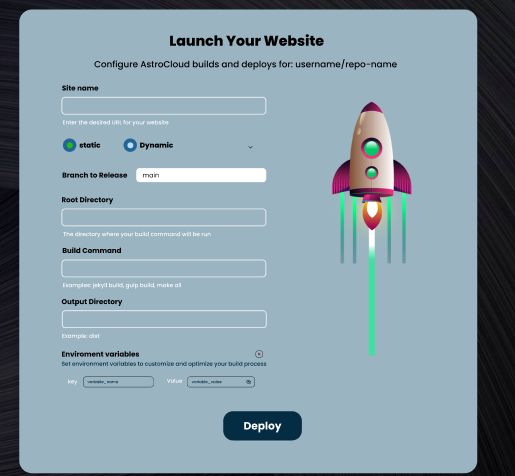 Launch Your Website
Configure AstroCloud builds and deploys for: username/repo-name
Site name
Enter the desired URL for your website
static Dynamic
Branch to Release main
Root Directory
The directory where your build command will be run
Build Command
Examples: jekyll build, gulp build, make all
Output Directory
Example: dist
Enviroment variables
Set environment variables to customize and optimize your build process
Key variable_name Value variable_value
Deploy